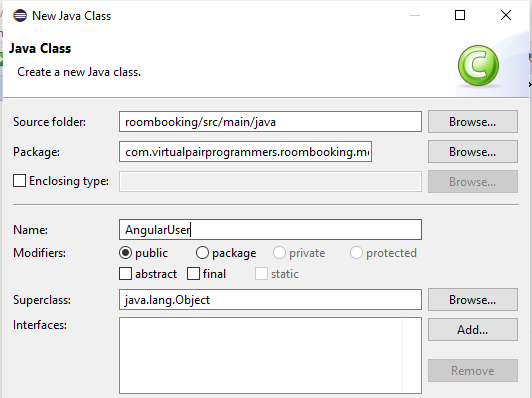 New Java Class
Java Class
Create a new Java class.
C
Source folder: roombooking/src/main/java Browse...
Package: com.virtualpairprogrammers.roombooking.m Browse...
Enclosing type: Browse...
Name: AngularUser
Modifiers: public package private protected
abstract final static
Superclass: java.lang.Object Browse...
Interfaces: Add...
Remove